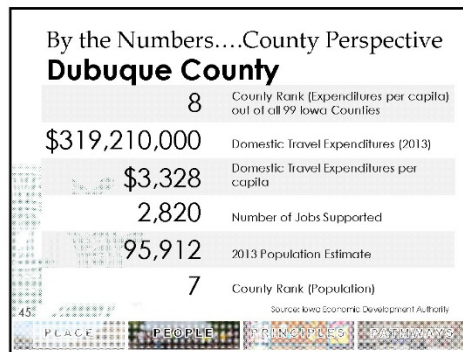 By the Numbers....County Perspective
Dubuque County
8 County Rank (Expenditures per capita)
out of all 99 Iowa Counties
$319,210,000 Domestic Travel Expenditures (2013)
$3,328 Domestic Travel Expenditures per
capita
2,820 Number of Jobs Supported
95,912 2013 Population Estimate
7 County Rank (Population)
45 Source: Iowa Economic Development Authority
PLACE PEOPLE PRINCIPLES PATHWAYS